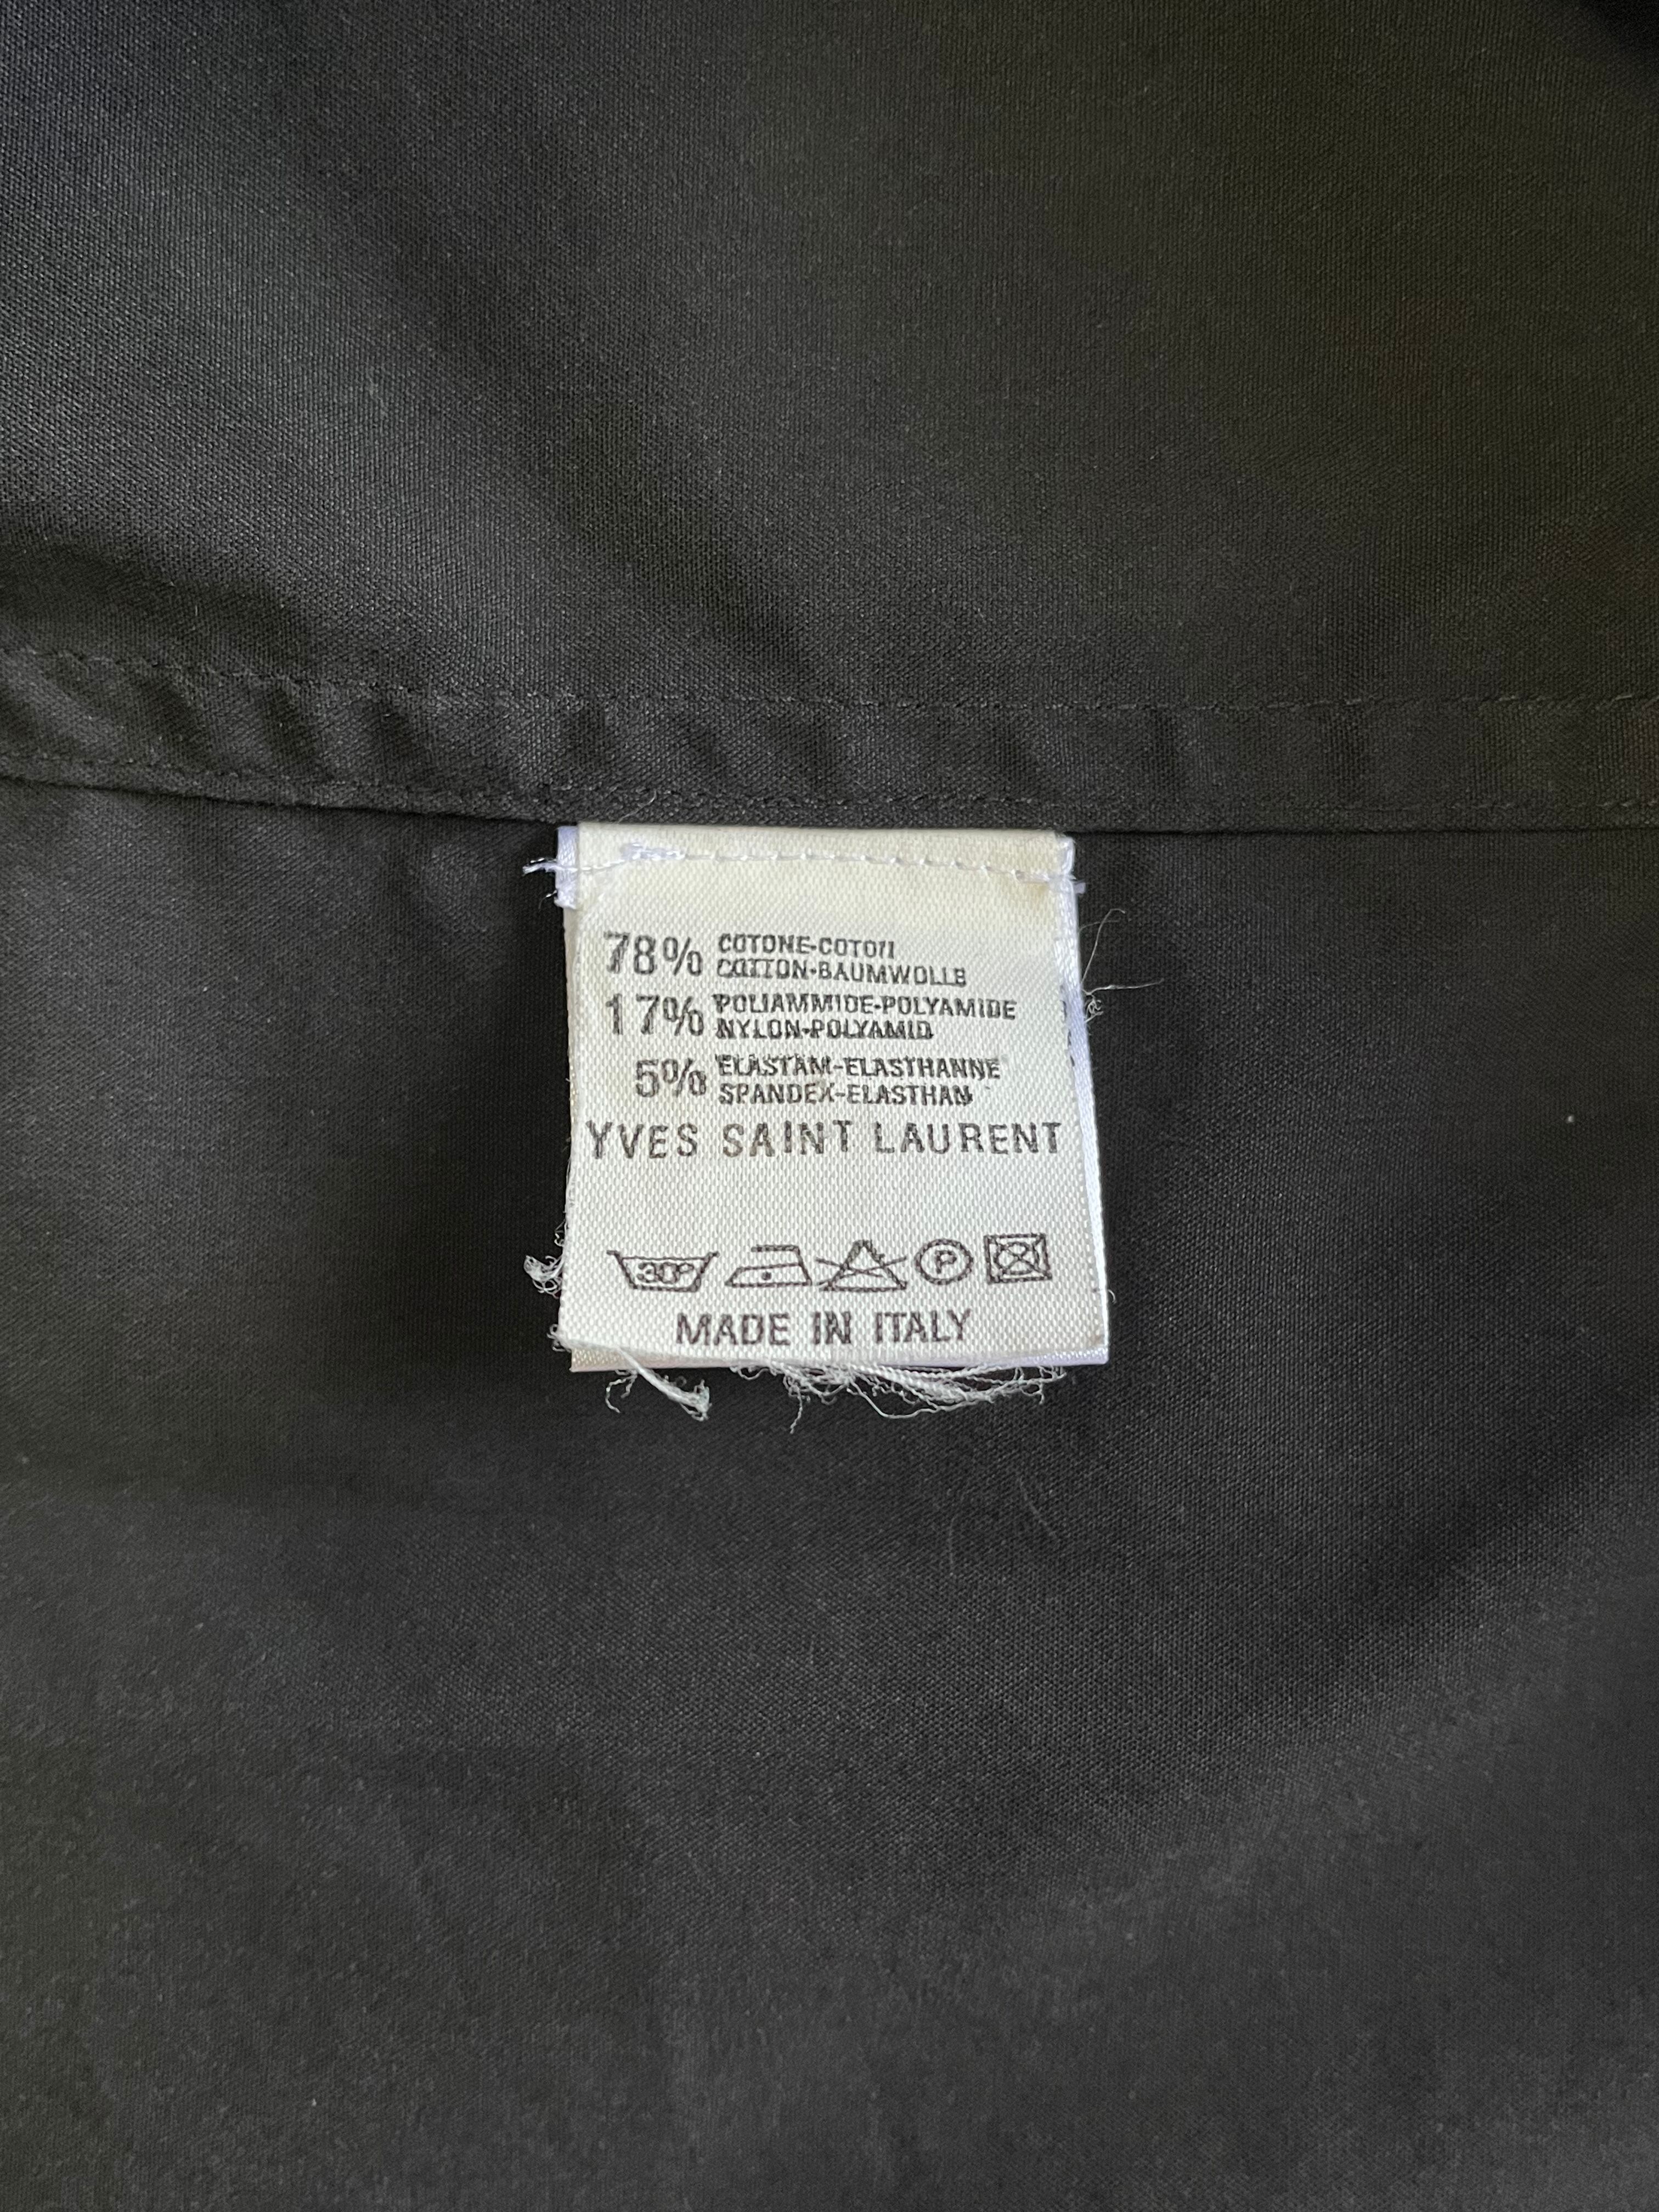 78% COTONE-COTON
COTTON-BAUMWOLLE
17% POLIAMMIDE-POLYAMIDE
NYLON-POLYAMID
5% ELASTAM-ELASTHANNE
SPANDEX-ELASTHAN
YVES SAINT LAURENT
30° P
MADE IN ITALY